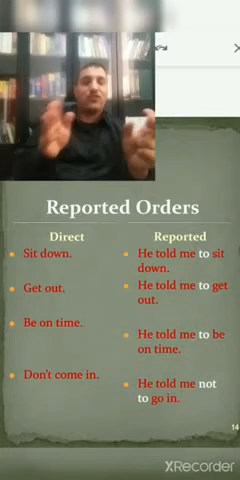 Reported Orders
Direct
Reported
Sit down.
He told me to sit
down.
Get out.
He told me to get
out.
Be on time.
He told me to be
on time.
Don't come in.
He told me not
to go in.
14
XRecorder